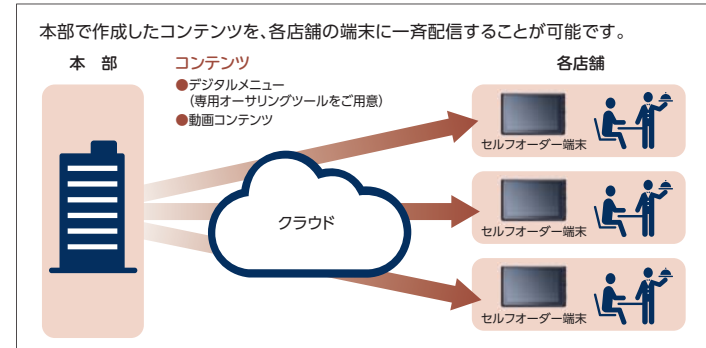 本部で作成したコンテンツを、各店舗の端末に一斉配信することが可能です。
本 部
コンテンツ
各店舗
●デジタルメニュー
(専用オーサリングツールをご用意)
●動画コンテンツ
クラウド
セルフオーダー端末
セルフオーダー端末
セルフオーダー端末